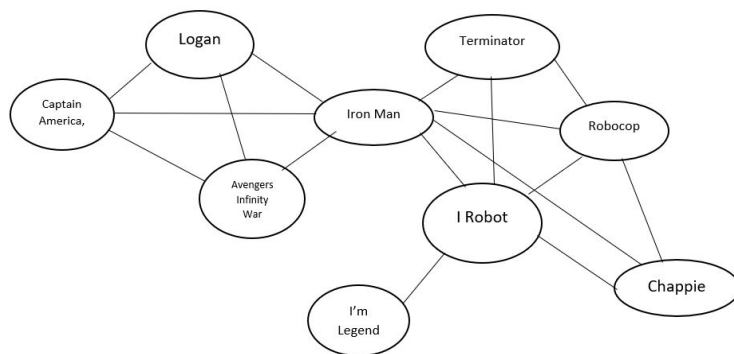 Logan
Terminator
Captain
America,
Iron Man
Robocop
Avengers
Infinity
War
I Robot
Chappie
I'm
Legend